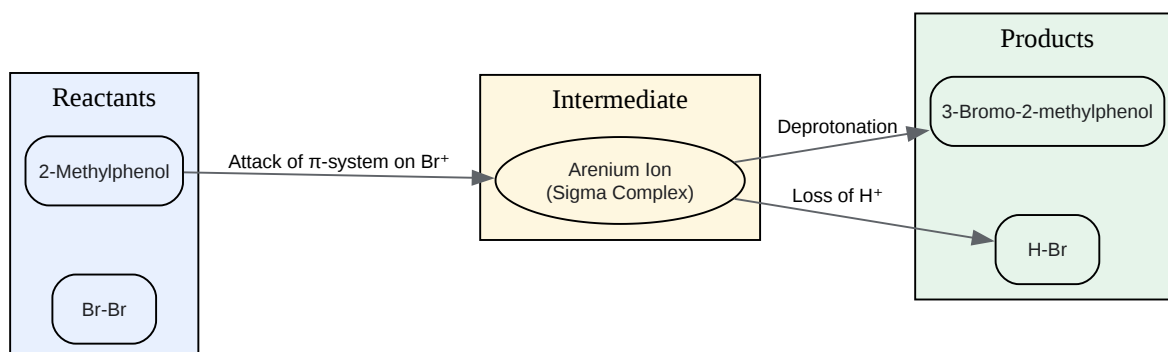 Reactants
2-Methylphenol
Br-Br
Attack of π-system on Br⁺
Intermediate
Arenium Ion
(Sigma Complex)
Deprotonation
Loss of H⁺
Products
3-Bromo-2-methylphenol
H-Br